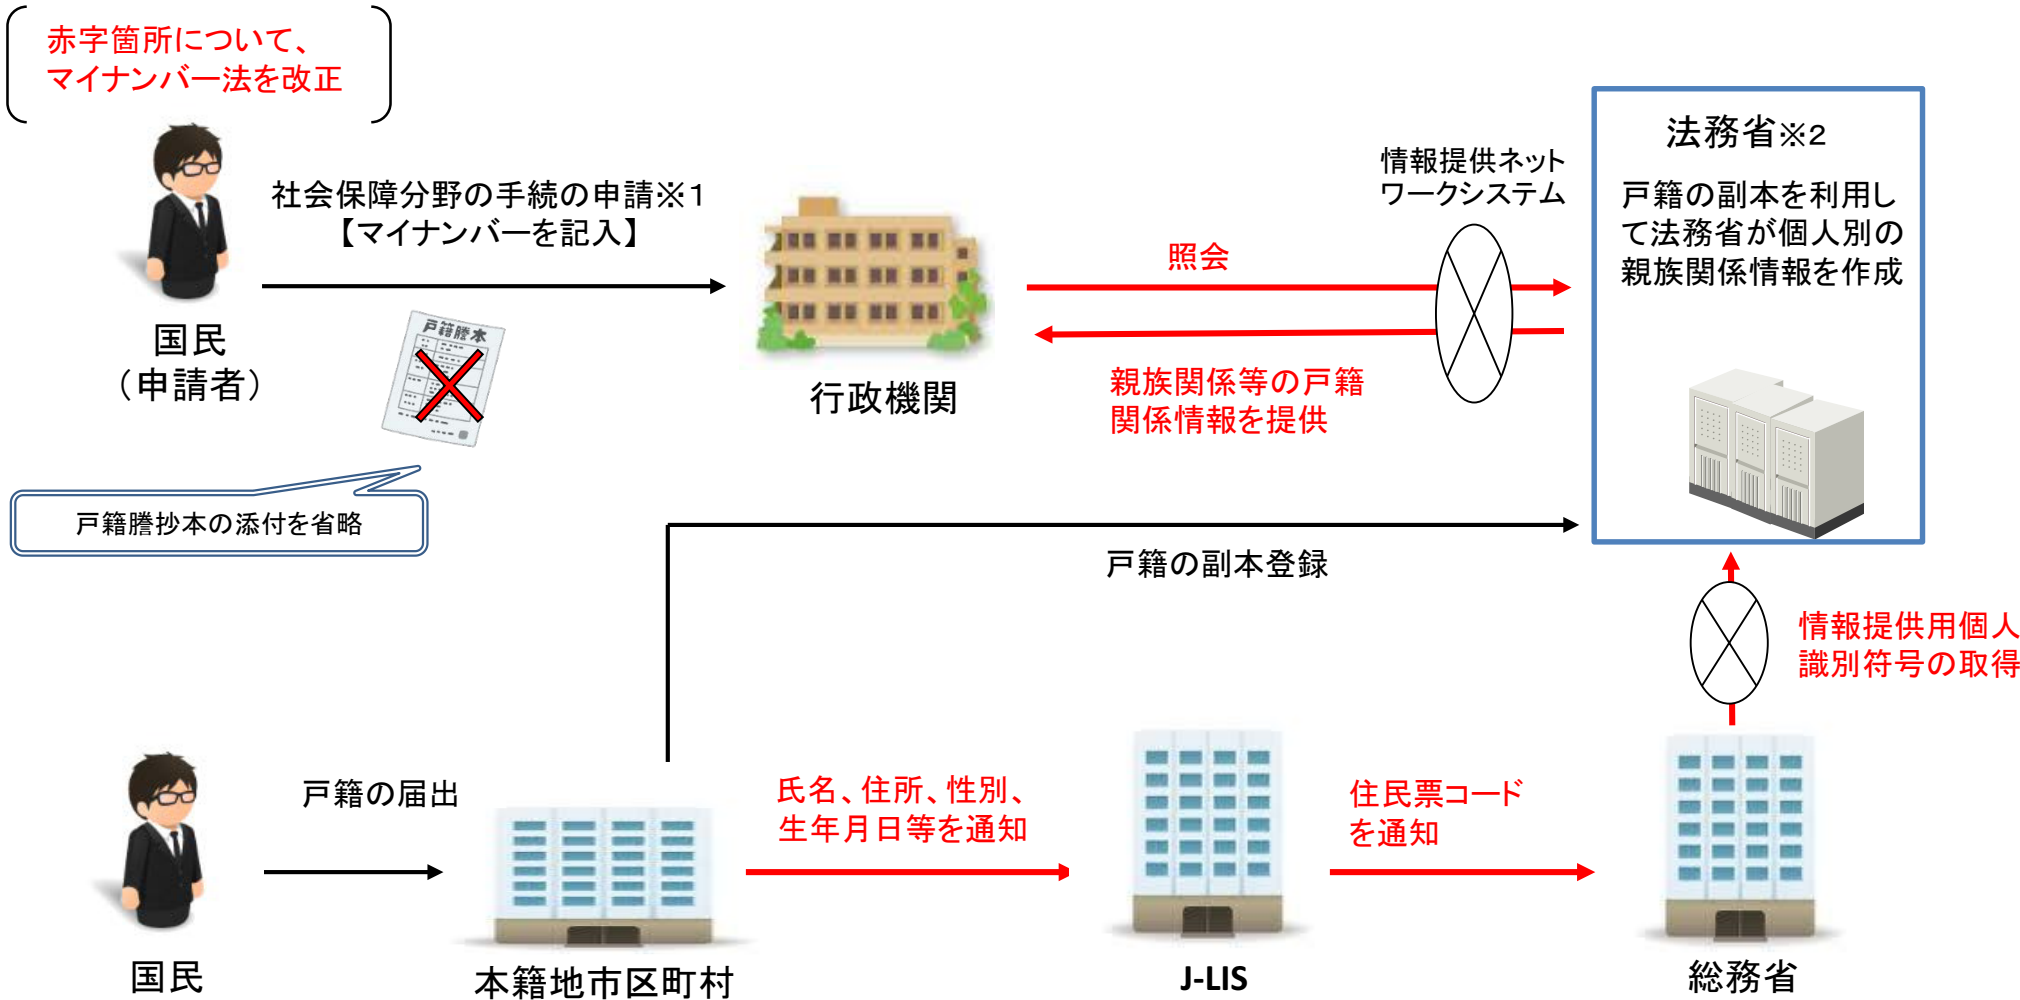 赤字箇所について、
マイナンバー法を改正
社会保障分野の手続の申請※1
【マイナンバーを記入】
国民
（申請者）
戸籍謄本
戸籍謄抄本の添付を省略
行政機関
照会
親族関係等の戸籍
関係情報を提供
情報提供ネット
ワークシステム
法務省※2
戸籍の副本を利用し
て法務省が個人別の
親族関係情報を作成
戸籍の副本登録
情報提供用個人
識別符号の取得
戸籍の届出
氏名、住所、性別、
生年月日等を通知
住民票コード
を通知
国民
本籍地市区町村
J-LIS
総務省